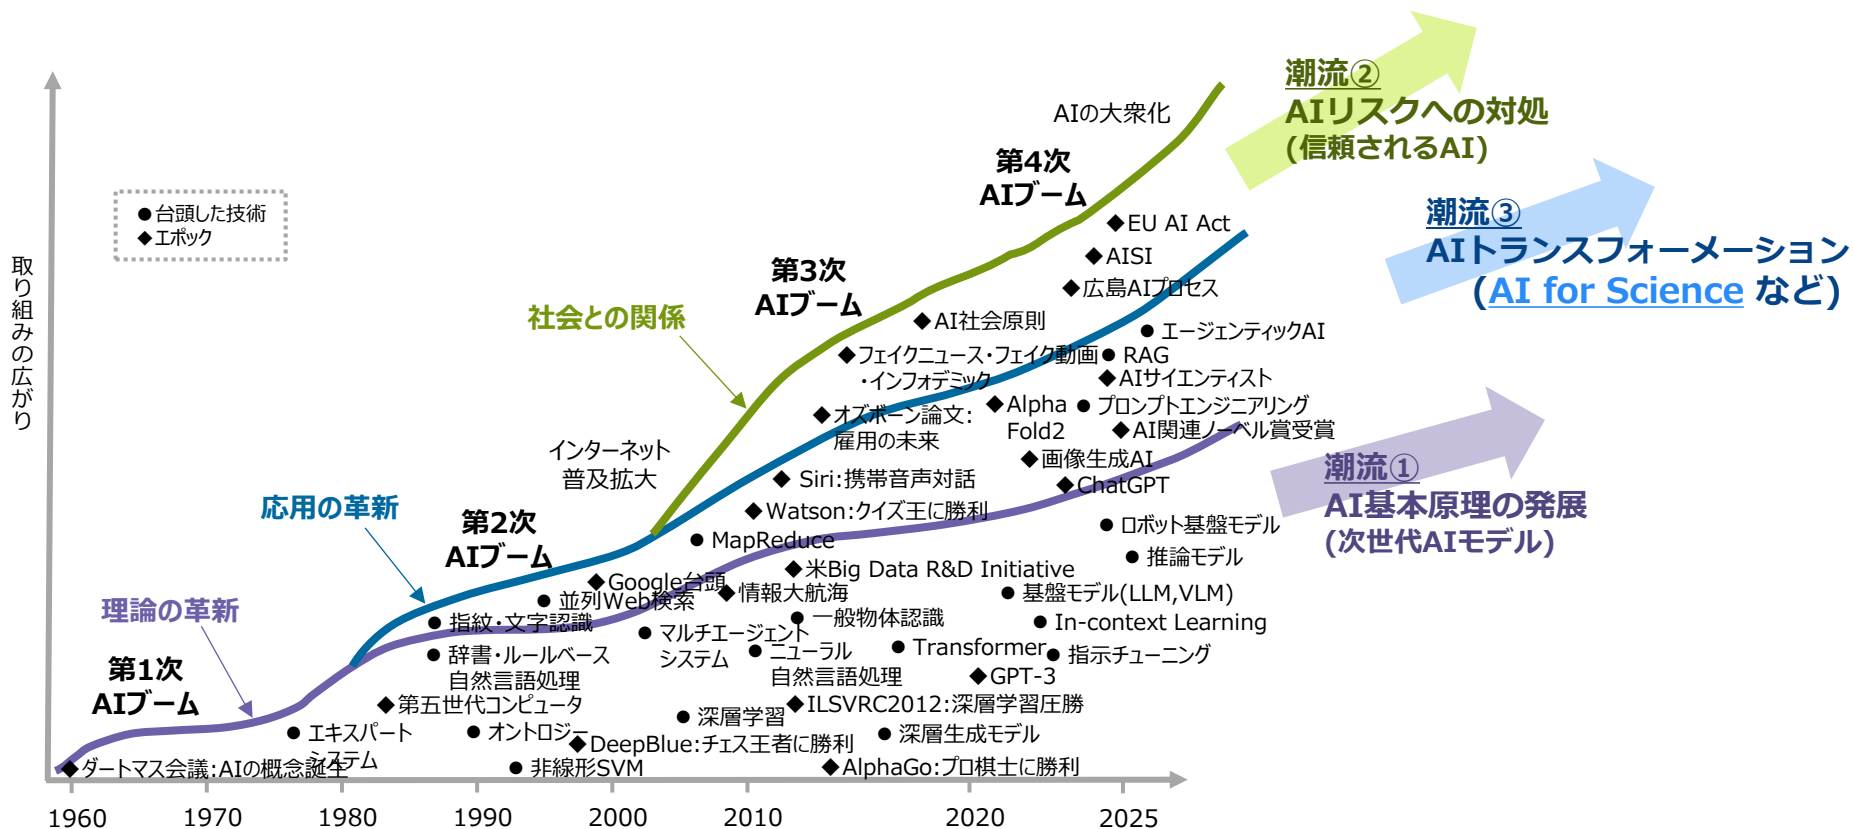 潮流②
AIリスクへの対処
(信頼されるAI)
AIの大衆化
第4次
AIブーム
潮流③
AIトランスフォーメーション
(AI for Science など)
●台頭した技術
◆エポック
取り組みの広がり
◆EU AI Act
◆AISI
◆広島AIプロセス
第3次
AIブーム
社会との関係
◆AI社会原則
● エージェンティックAI
◆フェイクニュース・フェイク動画
・インフォデミック
● RAG
◆AIサイエンティスト
◆オズボーン論文:
雇用の未来
◆Alpha
Fold2
● プロンプトエンジニアリング
◆AI関連ノーベル賞受賞
インターネット
普及拡大
◆画像生成AI
◆ Siri:携帯音声対話
◆ChatGPT
潮流①
AI基本原理の発展
(次世代AIモデル)
応用の革新
第2次
AIブーム
◆Watson:クイズ王に勝利
● ロボット基盤モデル
● MapReduce
● 推論モデル
◆米Big Data R&D Initiative
◆Google台頭
◆情報大航海
● 並列Web検索
● 基盤モデル(LLM,VLM)
理論の革新
● 指紋・文字認識
● 一般物体認識
● In-context Learning
● マルチエージェント
システム
● 辞書・ルールベース
自然言語処理
● ニューラル
自然言語処理
● Transformer
● 指示チューニング
第1次
AIブーム
◆GPT-3
◆第五世代コンピュータ
◆ILSVRC2012:深層学習圧勝
● 深層学習
● エキスパート
システム
● オントロジー
● 深層生成モデル
◆DeepBlue:チェス王者に勝利
◆ダートマス会議:AIの概念誕生
● 非線形SVM
◆AlphaGo:プロ棋士に勝利
1960 1970 1980 1990 2000 2010 2020 2025